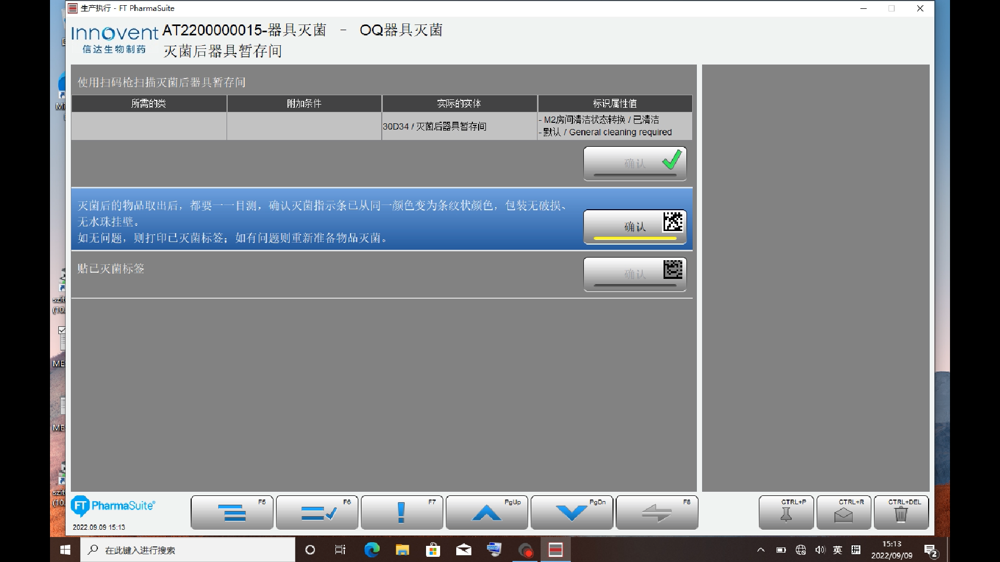 生产执行 - FT PharmaSuite
Innovent
信达生物制药
AT2200000015-器具灭菌 - OQ器具灭菌
灭菌后器具暂存间
使用扫码枪扫描灭菌后器具暂存间
所需的类 附加条件 实际的实体 标识属性值
30D34 / 灭菌后器具暂存间
- M2房间清洁状态转换 / 已清洁
- 默认 / General cleaning required
确认
灭菌后的物品取出后，都要一一目测，确认灭菌指示条已从同一颜色变为条纹状颜色，包装无破损、
无水珠挂壁。
如无问题，则打印已灭菌标签；如有问题则重新准备物品灭菌。
确认
贴已灭菌标签
确认
FT PharmaSuite®
2022.09.09 15:13
F5 F6 F7 PgUp PgDn F8 CTRL+P CTRL+R CTRL+DEL
在此键入进行搜索
英
拼
15:13
2022/09/09
2
szit
(10.
ME
ME
szit
(10.